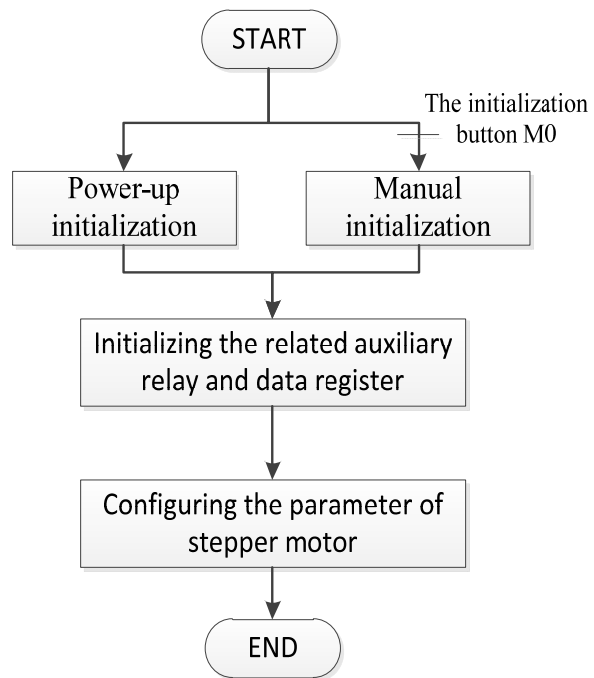 START
The initialization
button M0
Power-up
initialization
Manual
initialization
Initializing the related auxiliary
relay and data register
Configuring the parameter of
stepper motor
END